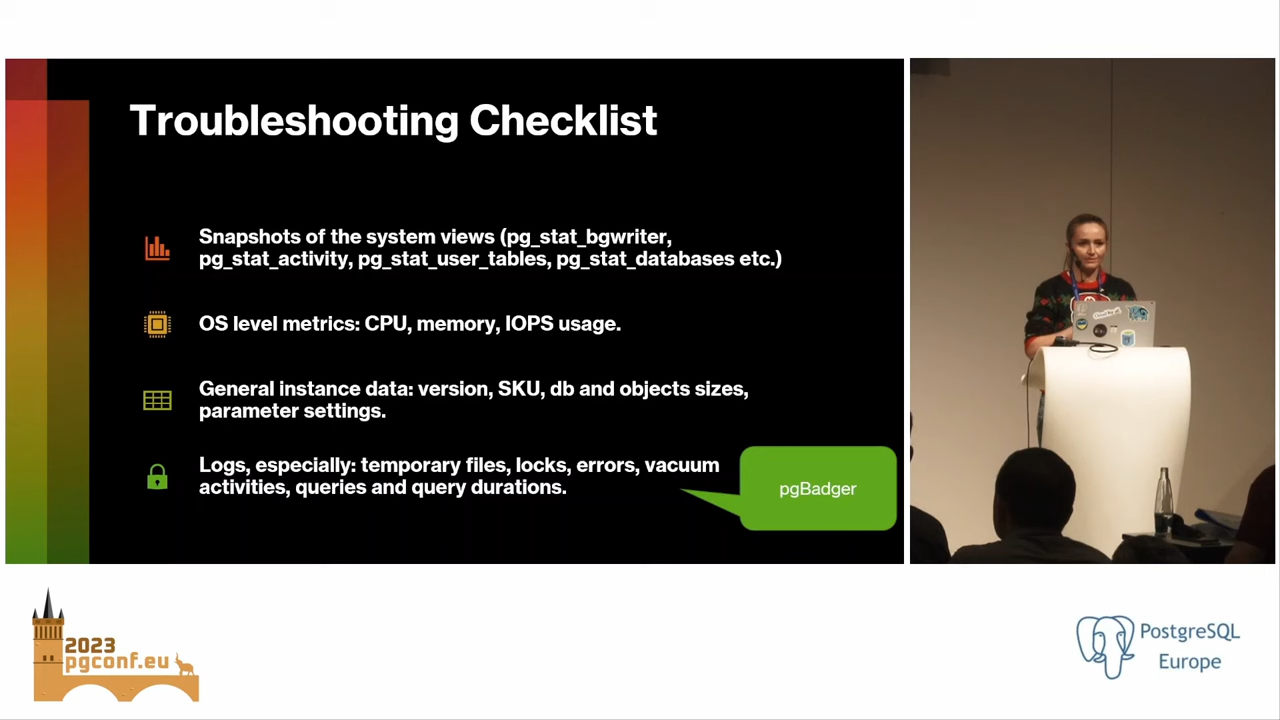 Troubleshooting Checklist
Snapshots of the system views (pg_stat_bgwriter,
pg_stat_activity, pg_stat_user_tables, pg_stat_databases etc.)
OS level metrics: CPU, memory, IOPS usage.
General instance data: version, SKU, db and objects sizes,
parameter settings.
Logs, especially: temporary files, locks, errors, vacuum
activities, queries and query durations.
pgBadger
2023
pgconf.eu
PostgreSQL
Europe